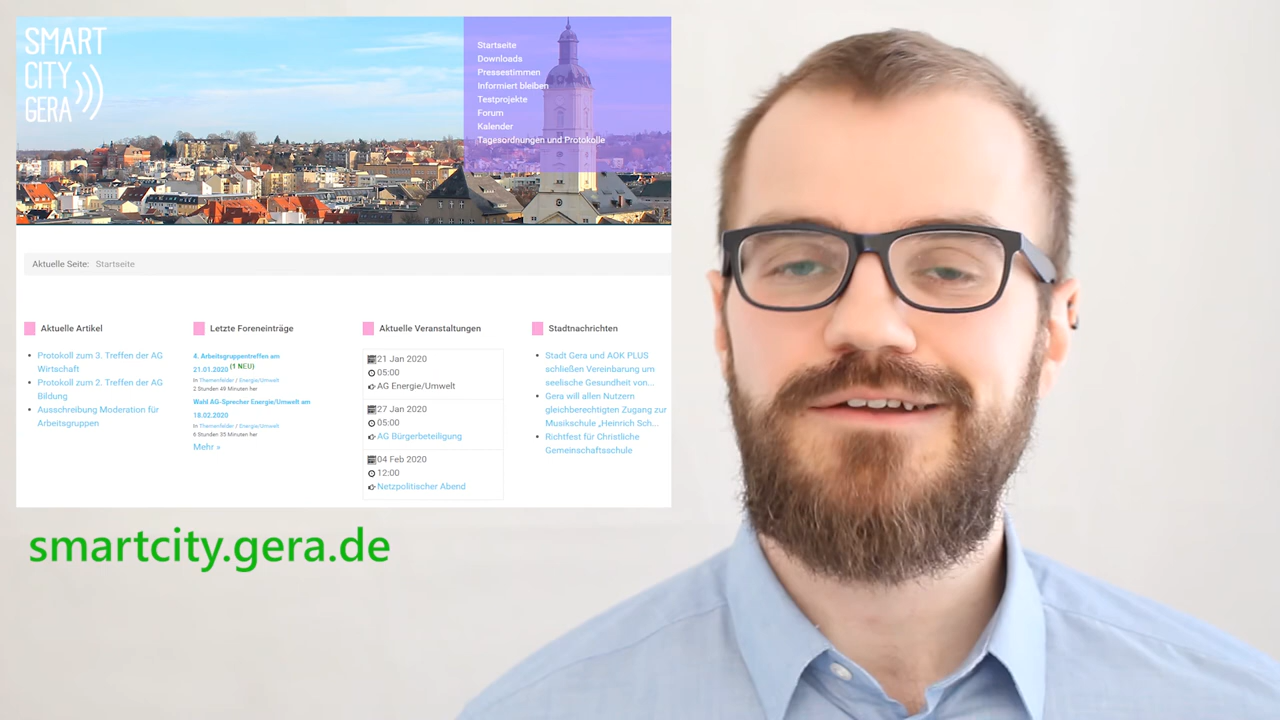 SMART
CITY
GERA
Startseite
Downloads
Pressestimmen
Informiert bleiben
Testprojekte
Forum
Kalender
Tagesordnungen und Protokolle
Aktuelle Seite: Startseite
Aktuelle Artikel
Protokoll zum 3. Treffen der AG
Wirtschaft
Protokoll zum 2. Treffen der AG
Bildung
Ausschreibung Moderation für
Arbeitsgruppen
Letzte Foreneinträge
4. Arbeitsgruppentreffen am
21.01.2020 (1 NEU)
In Themenfelder / Energie/Umwelt
2 Stunden 49 Minuten her
Wahl AG-Sprecher Energie/Umwelt am
18.02.2020
In Themenfelder / Energie/Umwelt
6 Stunden 35 Minuten her
Mehr »
Aktuelle Veranstaltungen
21 Jan 2020
05:00
AG Energie/Umwelt
27 Jan 2020
05:00
AG Bürgerbeteiligung
04 Feb 2020
12:00
Netzpolitischer Abend
Stadtnachrichten
Stadt Gera und AOK PLUS
schließen Vereinbarung um
seelische Gesundheit von...
Gera will allen Nutzern
gleichberechtigten Zugang zur
Musikschule „Heinrich Sch...
Richtfest für Christliche
Gemeinschaftsschule
smartcity.gera.de